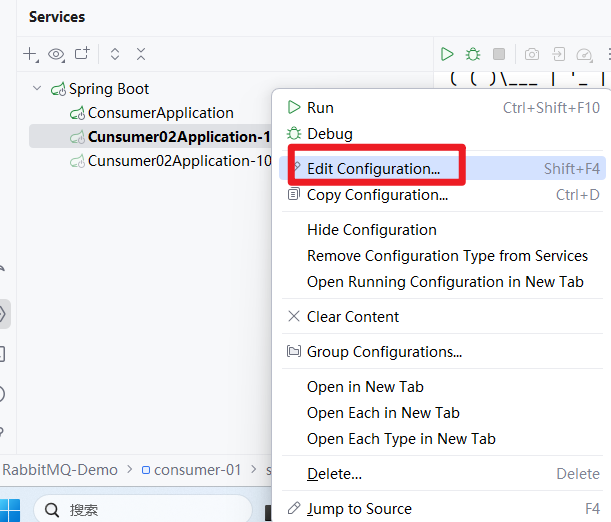 Services
Spring Boot
ConsumerApplication
Cunsumer02Application-1
Cunsumer02Application-10
( ( )\___ | '_ |
Run Ctrl+Shift+F10
Debug
Edit Configuration... Shift+F4
Copy Configuration... Ctrl+D
Hide Configuration
Remove Configuration Type from Services
Open Running Configuration in New Tab
Clear Content
Group Configurations...
Open in New Tab
Open Each in New Tab
Open Each Type in New Tab
Delete... Delete
Jump to Source F4
RabbitMQ-Demo > consumer-01 > s
搜索